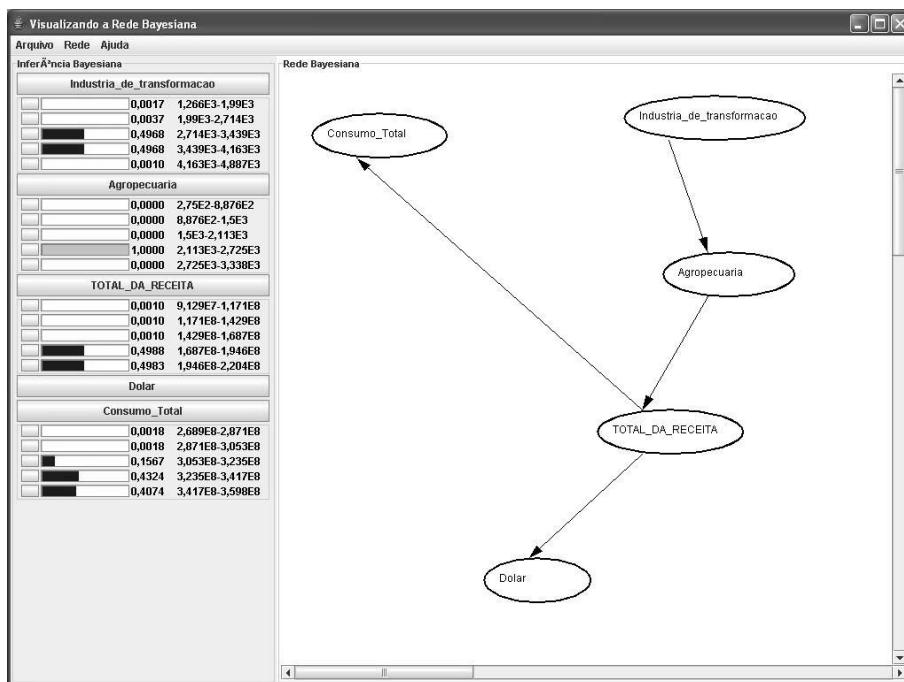 Visualizando a Rede Bayesiana
Arquivo Rede Ajuda
InferÃªncia Bayesiana
Industria_de_transformacao
0,0017 1,266E3-1,99E3
0,0037 1,99E3-2,714E3
0,4968 2,714E3-3,439E3
0,4968 3,439E3-4,163E3
0,0010 4,163E3-4,887E3
Agropecuaria
0,0000 2,75E2-8,876E2
0,0000 8,876E2-1,5E3
0,0000 1,5E3-2,113E3
1,0000 2,113E3-2,725E3
0,0000 2,725E3-3,338E3
TOTAL_DA_RECEITA
0,0010 9,129E7-1,171E8
0,0010 1,171E8-1,429E8
0,0010 1,429E8-1,687E8
0,4988 1,687E8-1,946E8
0,4983 1,946E8-2,204E8
Dolar
Consumo_Total
0,0018 2,689E8-2,871E8
0,0018 2,871E8-3,053E8
0,1567 3,053E8-3,235E8
0,4324 3,235E8-3,417E8
0,4074 3,417E8-3,598E8
Rede Bayesiana
Consumo_Total
Industria_de_transformacao
Agropecuaria
TOTAL_DA_RECEITA
Dolar